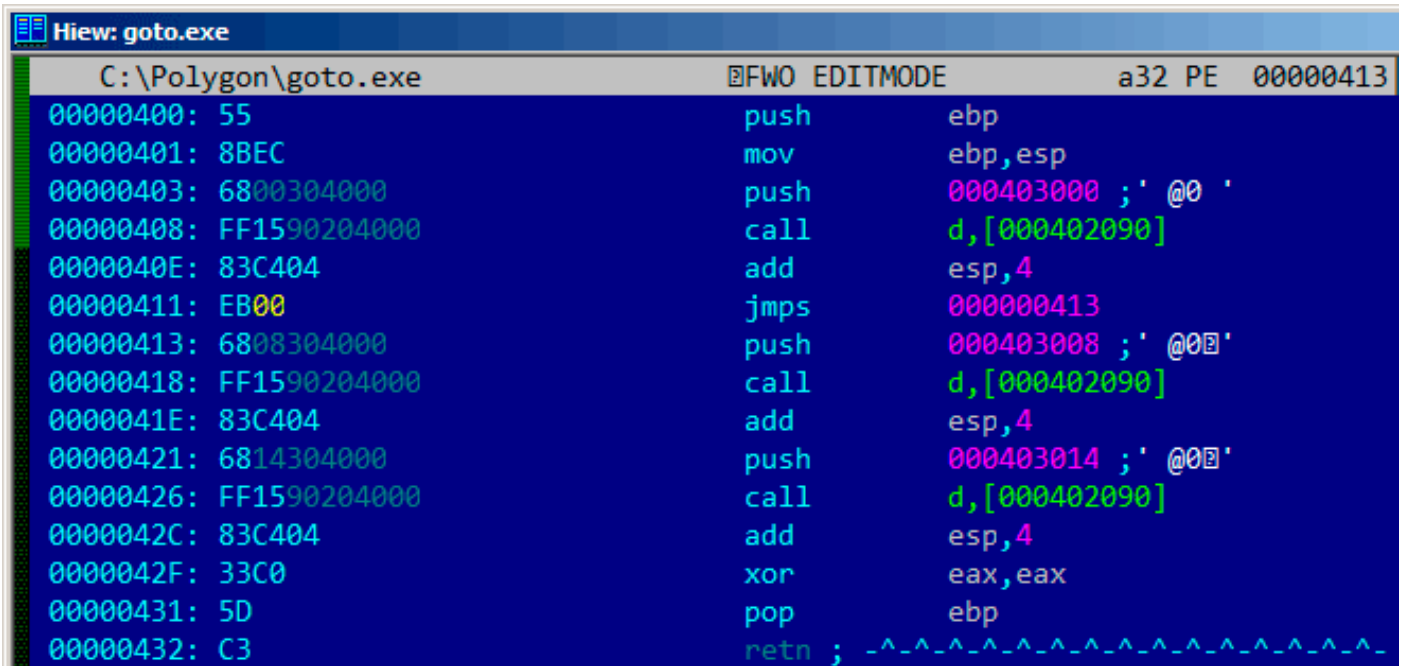 Hiew: goto.exe
C:\Polygon\goto.exe FWO EDITMODE a32 PE 00000413
00000400: 55 push ebp
00000401: 8BEC mov ebp,esp
00000403: 6800304000 push 000403000 ;' @0 '
00000408: FF1590204000 call d,[000402090]
0000040E: 83C404 add esp,4
00000411: EB00 jmps 000000413
00000413: 6808304000 push 000403008 ;' @0⍰'
00000418: FF1590204000 call d,[000402090]
0000041E: 83C404 add esp,4
00000421: 6814304000 push 000403014 ;' @0⍰'
00000426: FF1590204000 call d,[000402090]
0000042C: 83C404 add esp,4
0000042F: 33C0 xor eax,eax
00000431: 5D pop ebp
00000432: C3 retn ; -^-^-^-^-^-^-^-^-^-^-^-^-^-^-^-